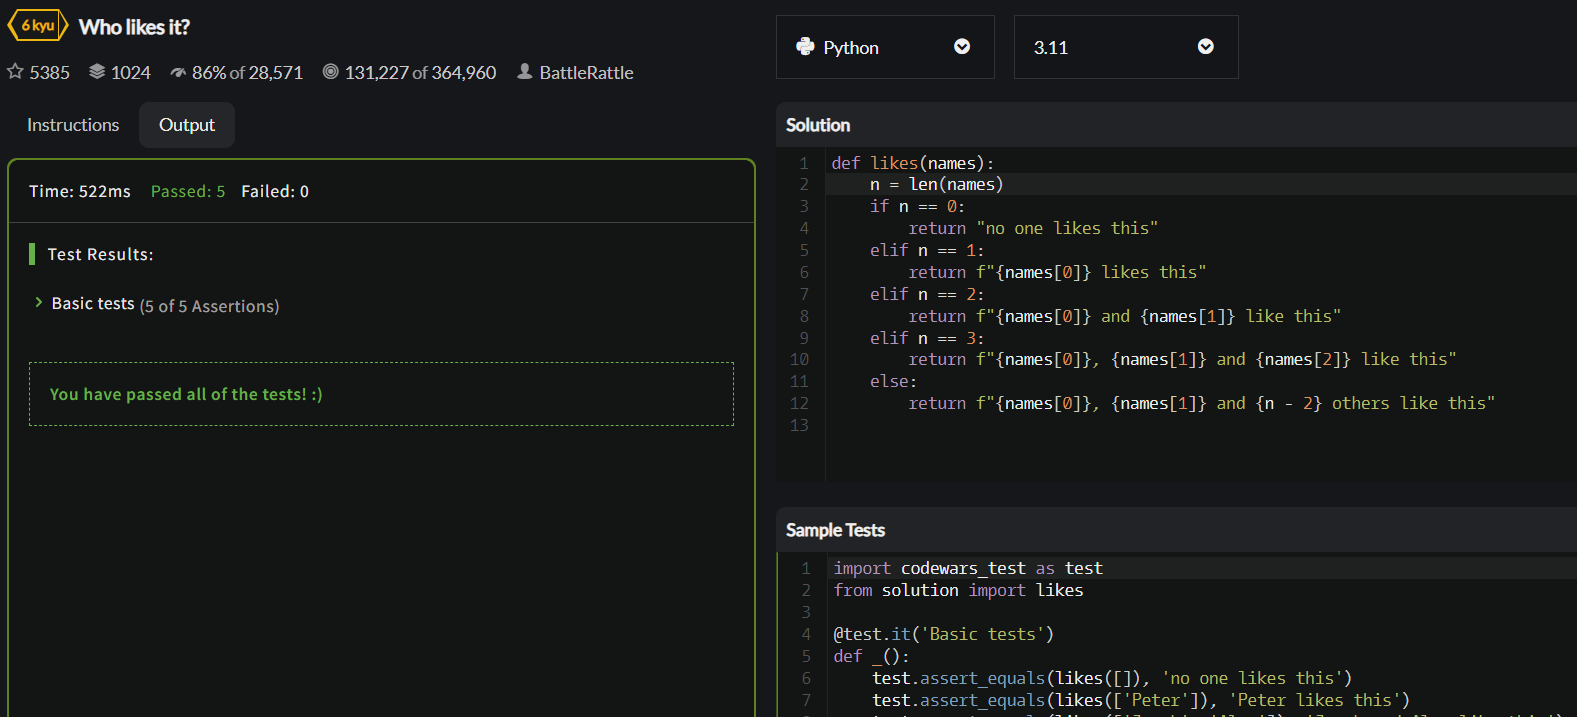 6 kyu Who likes it?
5385 1024 86% of 28,571 131,227 of 364,960 BattleRattle
Instructions Output
Time: 522ms Passed: 5 Failed: 0
Test Results:
Basic tests (5 of 5 Assertions)
You have passed all of the tests! :)
Python 3.11
Solution
1 def likes(names):
2     n = len(names)
3     if n == 0:
4         return "no one likes this"
5     elif n == 1:
6         return f"{names[0]} likes this"
7     elif n == 2:
8         return f"{names[0]} and {names[1]} like this"
9     elif n == 3:
10         return f"{names[0]}, {names[1]} and {names[2]} like this"
11     else:
12         return f"{names[0]}, {names[1]} and {n - 2} others like this"
13
Sample Tests
1 import codewars_test as test
2 from solution import likes
3
4 @test.it('Basic tests')
5 def _():
6     test.assert_equals(likes([]), 'no one likes this')
7     test.assert_equals(likes(['Peter']), 'Peter likes this')